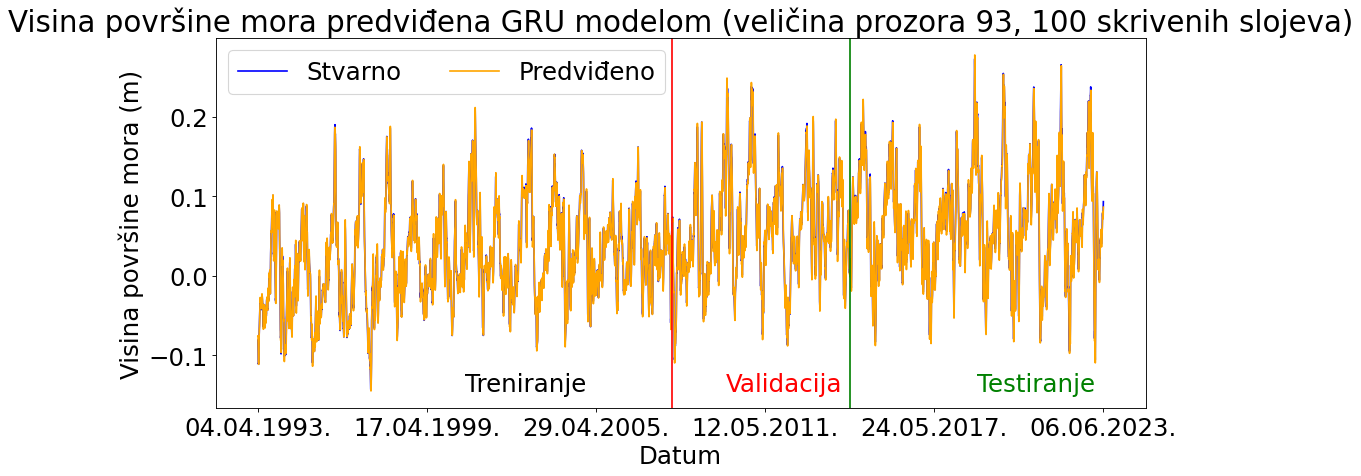 Visina površine mora predviđena GRU modelom (veličina prozora 93, 100 skrivenih slojeva)
Stvarno
Predviđeno
Visina površine mora (m)
0.2
0.1
0.0
−0.1
Treniranje
Validacija
Testiranje
04.04.1993. 17.04.1999. 29.04.2005. 12.05.2011. 24.05.2017. 06.06.2023.
Datum